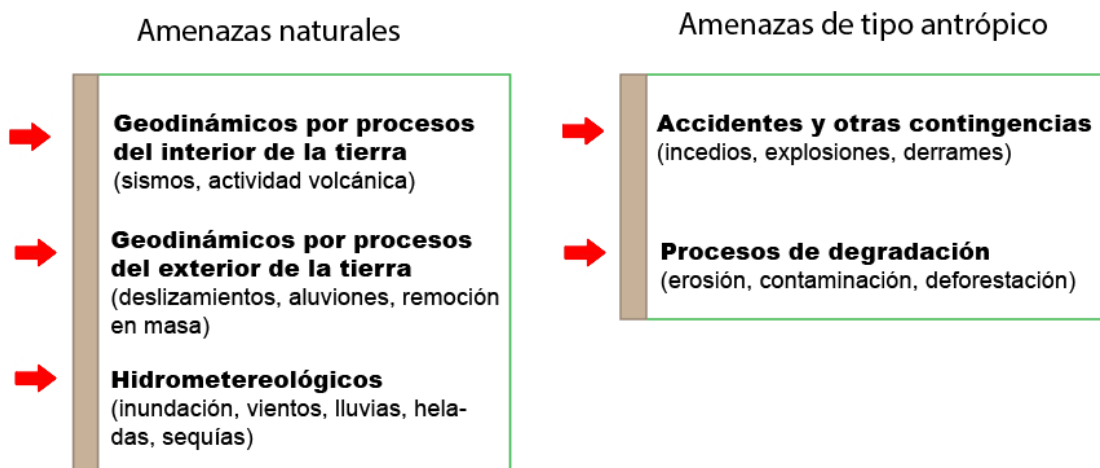 Amenazas naturales
Geodinámicos por procesos
del interior de la tierra
(sismos, actividad volcánica)
Geodinámicos por procesos
del exterior de la tierra
(deslizamientos, aluviones, remoción
en masa)
Hidrometereológicos
(inundación, vientos, lluvias, hela-
das, sequías)
Amenazas de tipo antrópico
Accidentes y otras contingencias
(incedios, explosiones, derrames)
Procesos de degradación
(erosión, contaminación, deforestación)